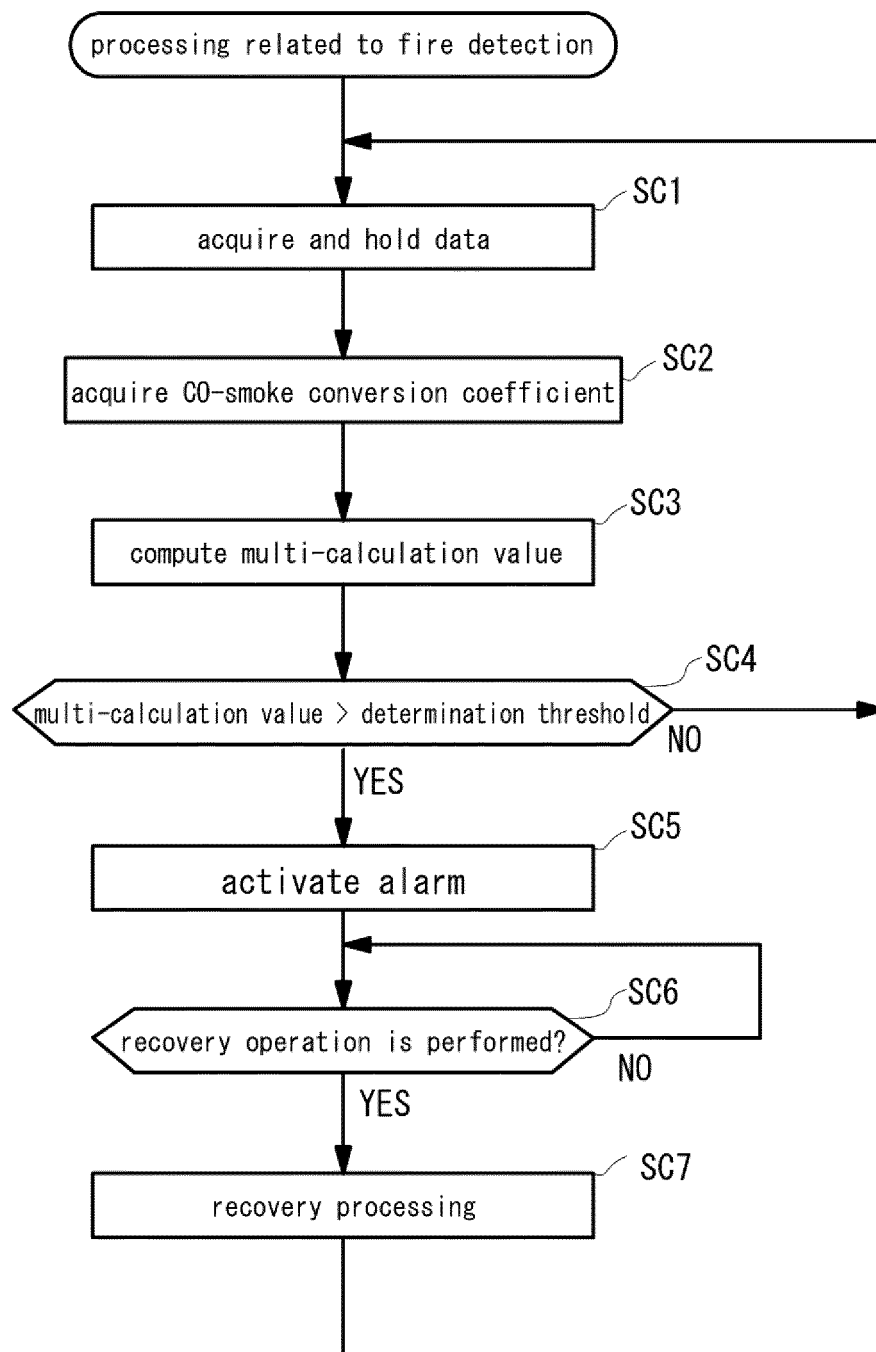 processing related to fire detection
SC1
acquire and hold data
SC2
acquire CO-smoke conversion coefficient
SC3
compute multi-calculation value
SC4
multi-calculation value > determination threshold
NO
YES
SC5
activate alarm
SC6
recovery operation is performed?
NO
YES
SC7
recovery processing